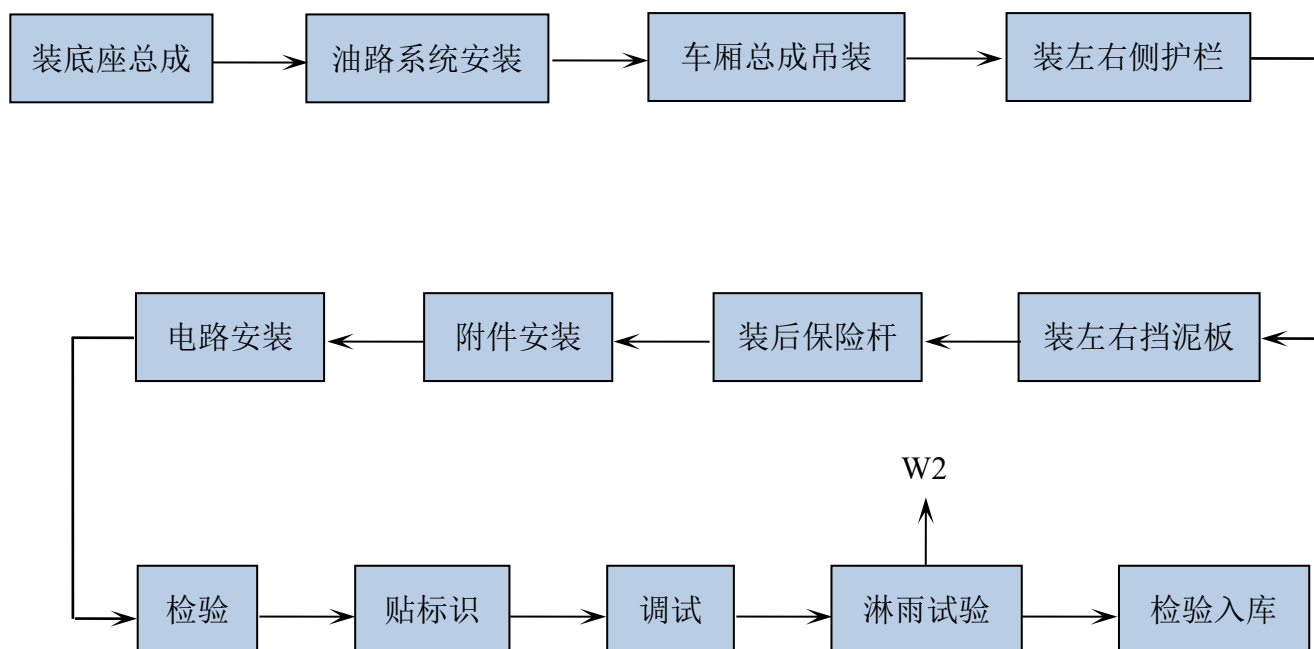 装底座总成
油路系统安装
车厢总成吊装
装左右侧护栏
电路安装
附件安装
装后保险杆
装左右挡泥板
W2
检验
贴标识
调试
淋雨试验
检验入库